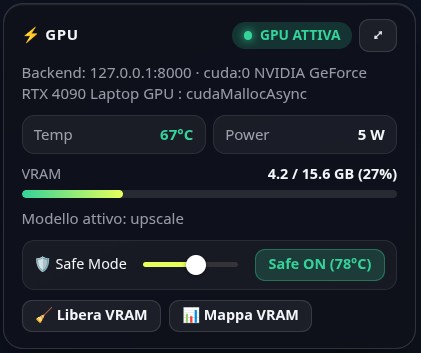 ⚡ GPU
GPU ATTIVA
Backend: 127.0.0.1:8000 · cuda:0 NVIDIA GeForce
RTX 4090 Laptop GPU : cudaMallocAsync
Temp 67°C
Power 5 W
VRAM 4.2 / 15.6 GB (27%)
Modello attivo: upscale
🛡️ Safe Mode
Safe ON (78°C)
🧹 Libera VRAM
📊 Mappa VRAM